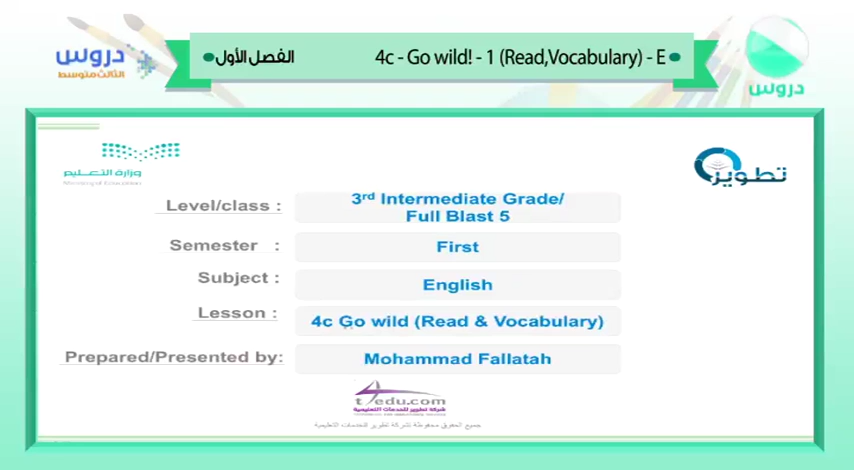 دروس
الثالث متوسط
الفصل الأول
4c - Go wild! - 1 (Read,Vocabulary) - E
دروس
وزارة التعليم
Ministry of Education
تطوير
Level/class :
3rd Intermediate Grade/
Full Blast 5
Semester :
First
Subject :
English
Lesson :
4c Go wild (Read & Vocabulary)
Prepared/Presented by:
Mohammad Fallatah
t4edu.com
شركة تطوير للخدمات التعليمية
جميع الحقوق محفوظة لشركة تطوير للخدمات التعليمية